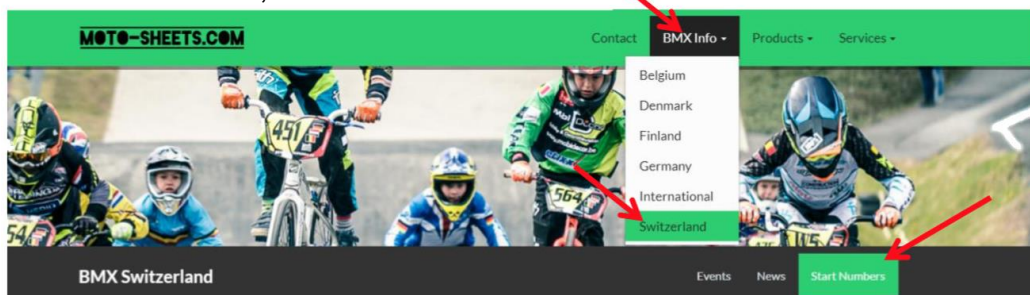 MOTO-SHEETS.COM
Contact BMX Info Products Services
Belgium
Denmark
Finland
Germany
International
Switzerland
451
564
54
BMX Switzerland
Events News Start Numbers